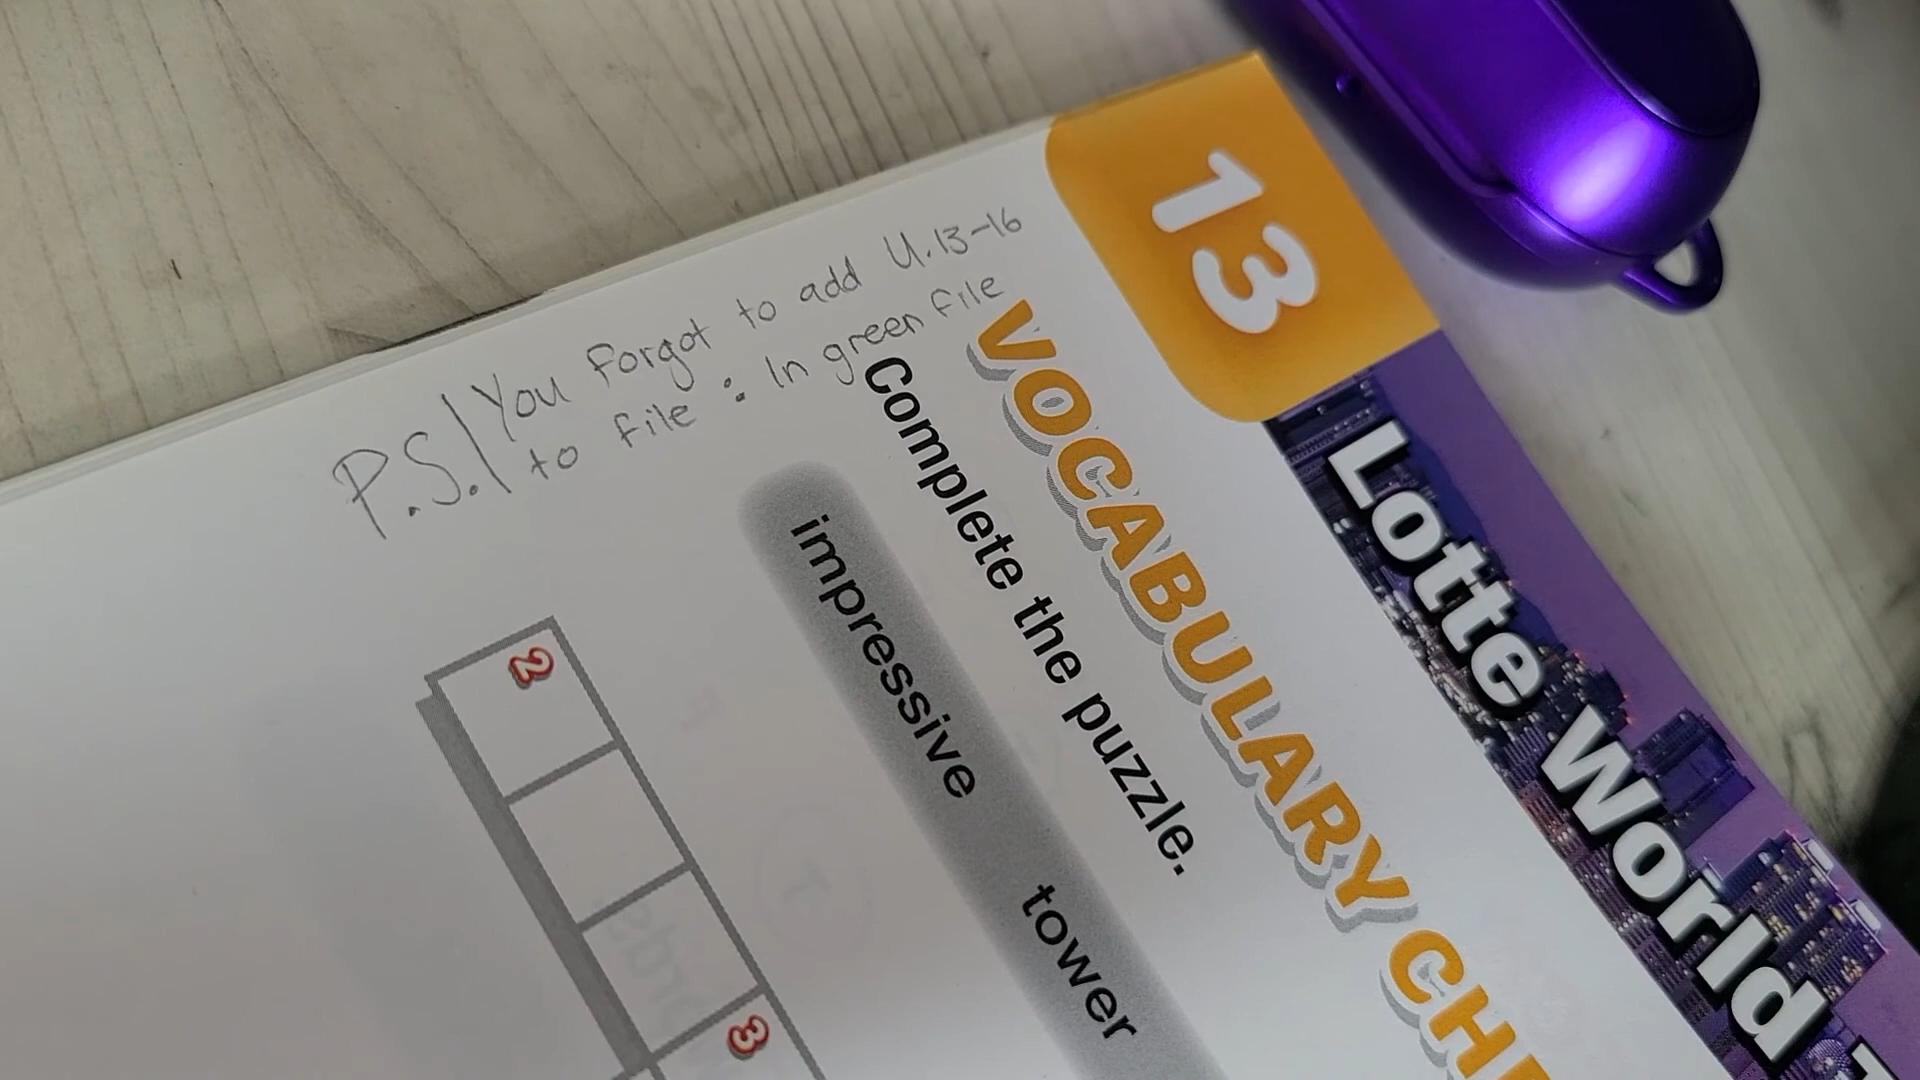 13
Lotte World
VOCABULARY
Complete the puzzle.
impressive tower
2
3
P.S. / You forgot to add U.13-16
to file : In green file